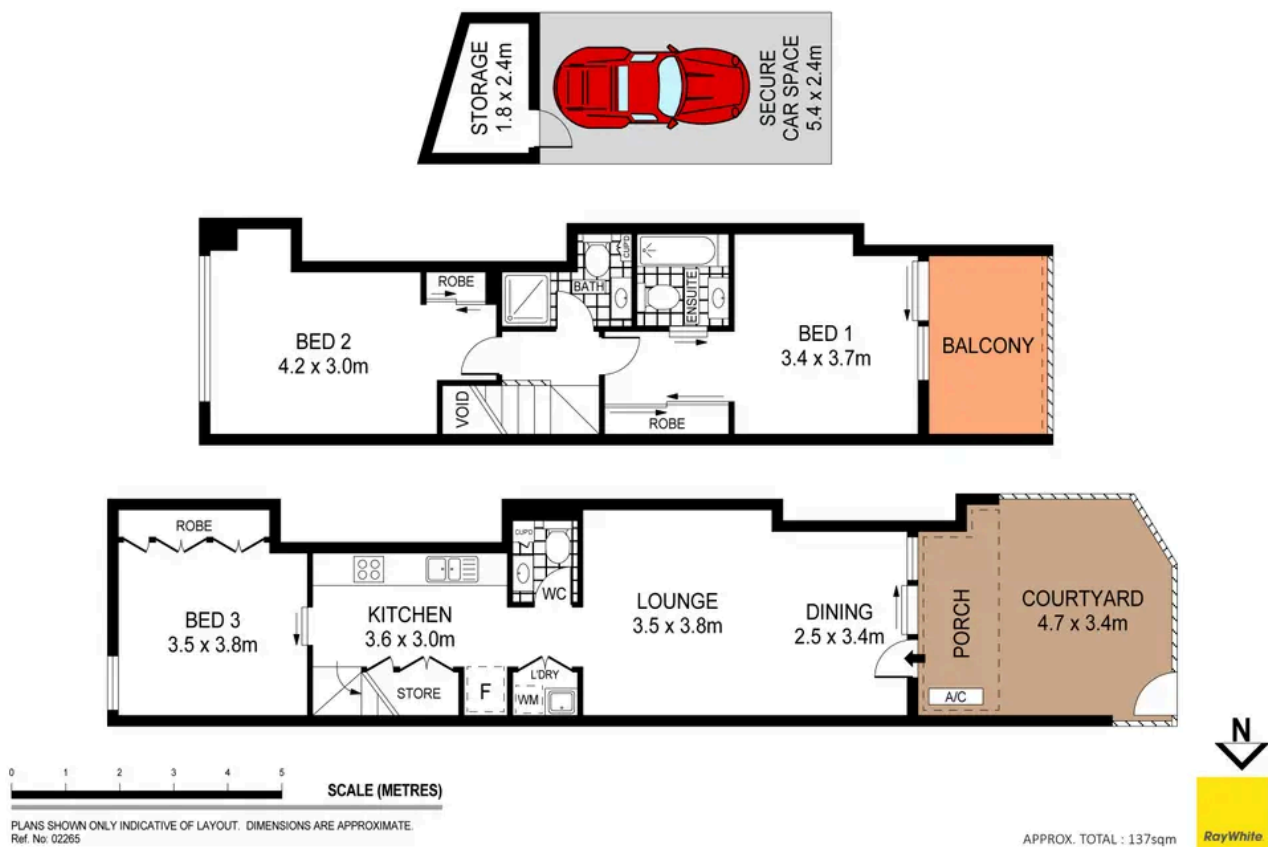 STORAGE
1.8 x 2.4m
SECURE
CAR SPACE
5.4 x 2.4m
BED 2
4.2 x 3.0m
ROBE
BATH
CUP'D
ENSUITE
VOID
ROBE
BED 1
3.4 x 3.7m
BALCONY
ROBE
BED 3
3.5 x 3.8m
KITCHEN
3.6 x 3.0m
STORE
F
CUPD
WC
L'DRY
WM
LOUNGE
3.5 x 3.8m
DINING
2.5 x 3.4m
PORCH
A/C
COURTYARD
4.7 x 3.4m
N
0 1 2 3 4 5
SCALE (METRES)
PLANS SHOWN ONLY INDICATIVE OF LAYOUT. DIMENSIONS ARE APPROXIMATE.
Ref. No: 02265
APPROX. TOTAL : 137sqm
RayWhite